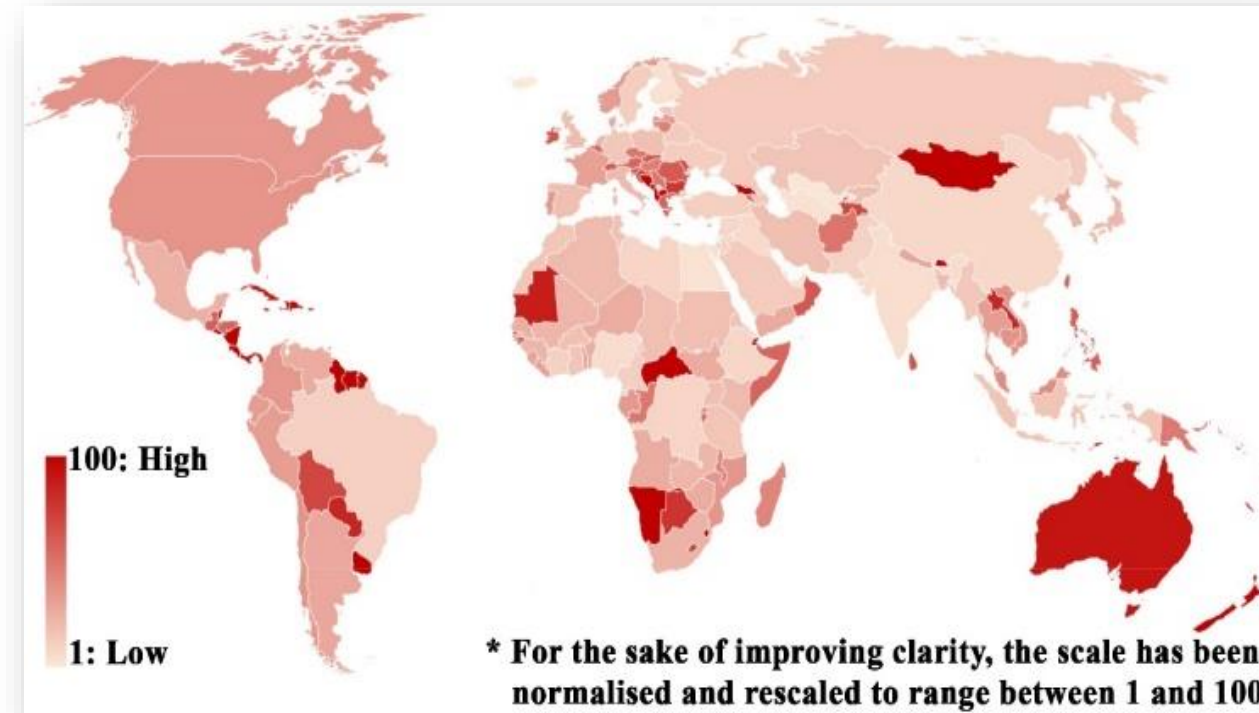 100: High
1: Low
* For the sake of improving clarity, the scale has been
normalised and rescaled to range between 1 and 100